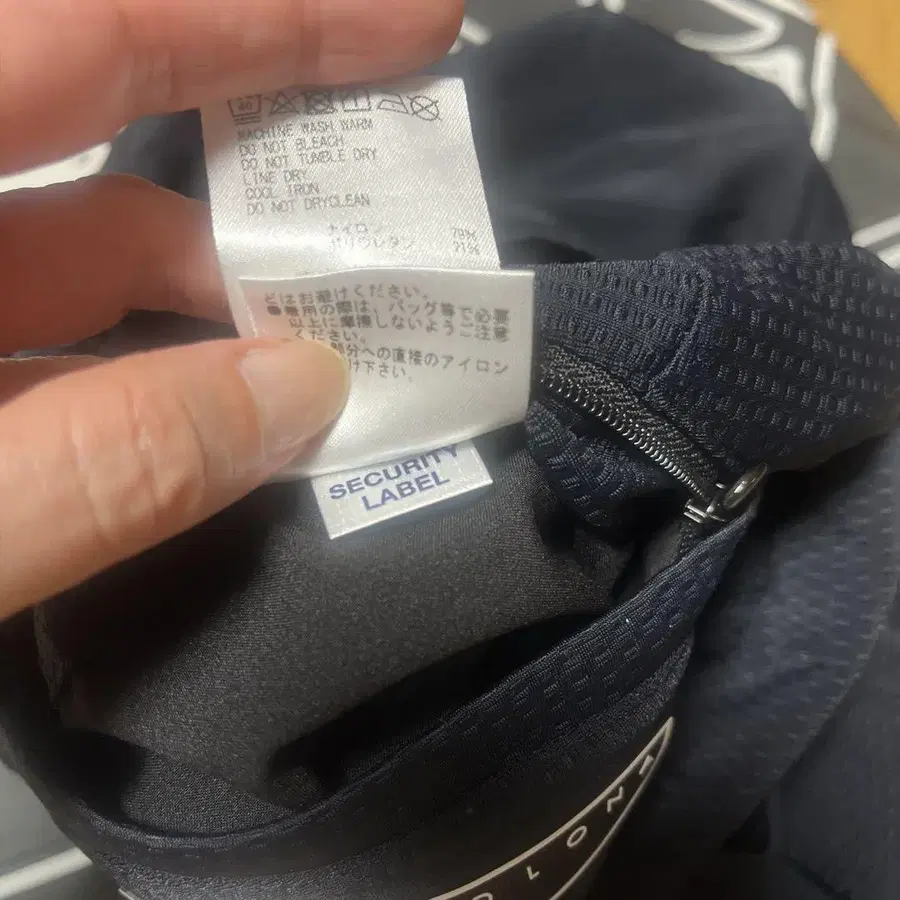 40
MACHINE WASH WARM
DO NOT BLEACH
DO NOT TUMBLE DRY
LINE DRY
COOL IRON
DO NOT DRYCLEAN
ナイロン 79%
ポリウレタン 21%
どはお避けください。
着用の際は、バッグ等で必要
以上に摩擦しないようご注意
ください。
部分への直接のアイロン
け下さい。
SECURITY
LABEL